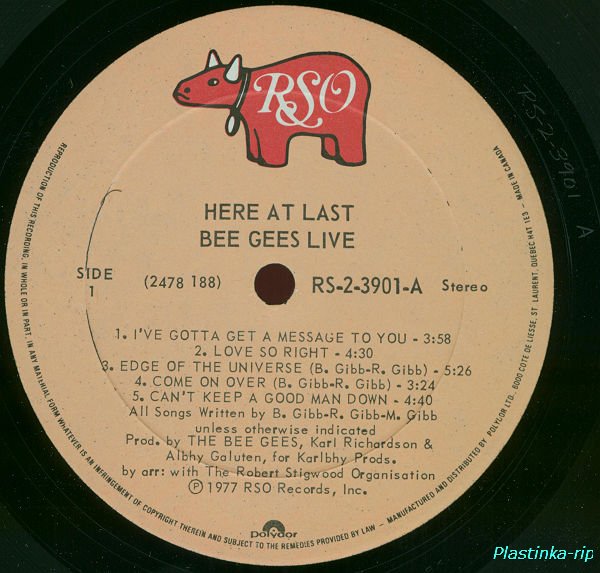 RSO
HERE AT LAST
BEE GEES LIVE
SIDE
1
(2478 188)
RS-2-3901-A
Stereo
1. I'VE GOTTA GET A MESSAGE TO YOU - 3:58
2. LOVE SO RIGHT - 4:30
3. EDGE OF THE UNIVERSE (B. Gibb-R. Gibb) - 5:26
4. COME ON OVER (B. Gibb-R. Gibb) - 3:24
5. CAN'T KEEP A GOOD MAN DOWN - 4:40
All Songs Written by B. Gibb-R. Gibb-M. Gibb
unless otherwise indicated
Prod. by THE BEE GEES, Karl Richardson &
Albhy Galuten, for Karlbhy Prods.
by arr: with The Robert Stigwood Organisation
℗ 1977 RSO Records, Inc.
polydor
REPRODUCTION OF THIS RECORDING, IN WHOLE OR IN PART, IN ANY MATERIAL FORM WHATEVER IS AN INFRINGEMENT OF COPYRIGHT THEREIN AND SUBJECT TO THE REMEDIES PROVIDED BY LAW – MANUFACTURED AND DISTRIBUTED BY POLYDOR LTD., 6000 COTE DE LIESSE, ST LAURENT, QUEBEC H4T 1E3 – MADE IN CANADA
RS-2-3901 A
Plastinka-rip